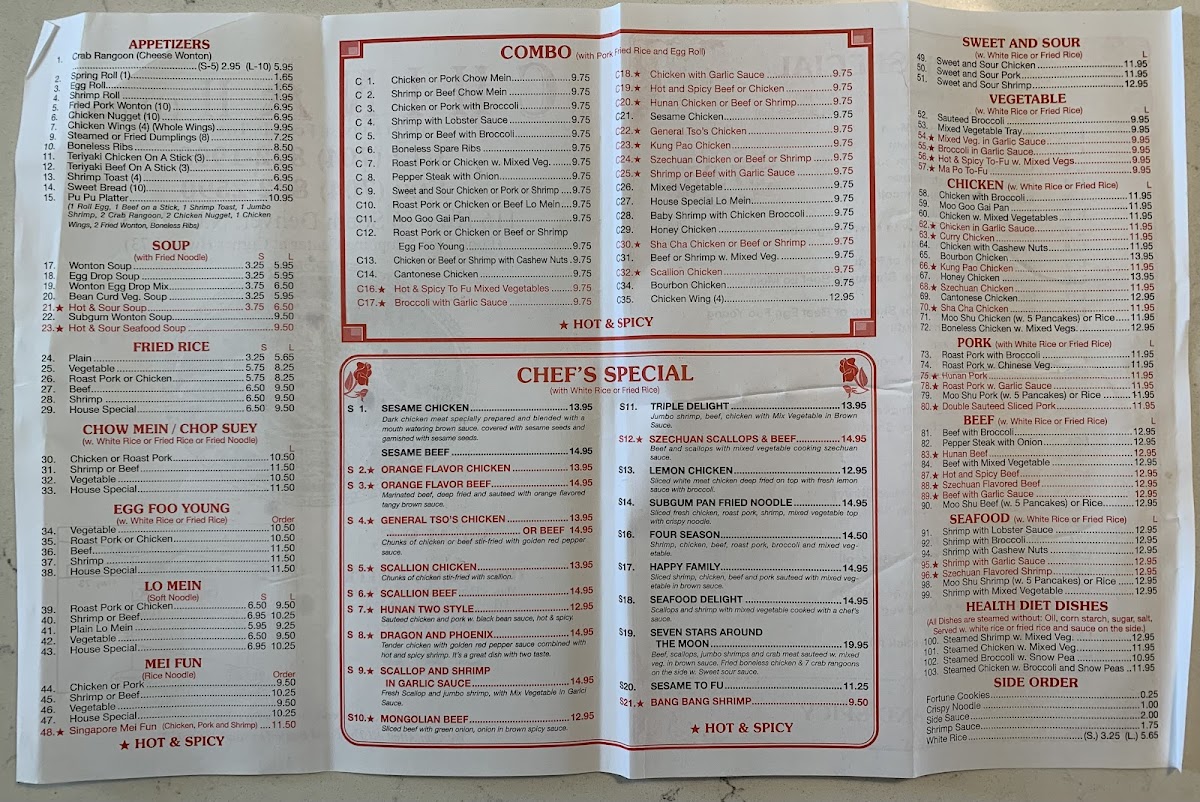 APPETIZERS
1. Crab Rangoon (Cheese Wonton)
(S-5) 2.95 (L-10) 5.95
2. Spring Roll (1) 1.65
3. Egg Roll 1.65
4. Shrimp Roll 1.95
5. Fried Pork Wonton (10) 6.95
6. Chicken Nugget (10) 6.95
7. Chicken Wings (4) (Whole Wings) 9.95
9. Steamed or Fried Dumplings (8) 7.25
10. Boneless Ribs 8.50
11. Teriyaki Chicken On A Stick (3) 6.95
12. Teriyaki Beef On A Stick (3) 6.95
13. Shrimp Toast (4) 6.95
14. Sweet Bread (10) 4.50
15. Pu Pu Platter 10.95
(1 Roll Egg, 1 Beef on a Stick, 1 Shrimp Toast, 1 Jumbo
Shrimp, 2 Crab Rangoon, 2 Chicken Nugget, 1 Chicken
Wings, 2 Fried Wonton, Boneless Ribs)
SOUP
(with Fried Noodle) S L
17. Wonton Soup 3.25 5.95
18. Egg Drop Soup 3.25 5.95
19. Wonton Egg Drop Mix 3.75 6.50
20. Bean Curd Veg. Soup 3.25 5.95
21.★ Hot & Sour Soup 3.75 6.50
22. Subgum Wonton Soup 9.50
23.★ Hot & Sour Seafood Soup 9.50
FRIED RICE
S L
24. Plain 3.25 5.65
25. Vegetable 5.75 8.25
26. Roast Pork or Chicken 5.75 8.25
27. Beef 6.50 9.50
28. Shrimp 6.50 9.50
29. House Special 6.50 9.50
CHOW MEIN / CHOP SUEY
(w. White Rice or Fried Rice or Fried Noodle)
L
30. Chicken or Roast Pork 10.50
31. Shrimp or Beef 11.50
32. Vegetable 10.50
33. House Special 11.50
EGG FOO YOUNG
(w. White Rice or Fried Rice) Order
34. Vegetable 10.50
35. Roast Pork or Chicken 10.50
36. Beef 11.50
37. Shrimp 11.50
38. House Special 11.50
LO MEIN
(Soft Noodle) S L
39. Roast Pork or Chicken 6.50 9.50
40. Shrimp or Beef 6.95 10.25
41. Plain Lo Mein 5.95 9.25
42. Vegetable 6.50 9.50
43. House Special 6.95 10.25
MEI FUN
(Rice Noodle) Order
44. Chicken or Pork 9.50
45. Shrimp or Beef 10.25
46. Vegetable 9.50
47. House Special 10.25
48.★ Singapore Mei Fun (Chicken, Pork and Shrimp) 11.50
★ HOT & SPICY
COMBO (with Pork Fried Rice and Egg Roll)
C 1. Chicken or Pork Chow Mein 9.75
C 2. Shrimp or Beef Chow Mein 9.75
C 3. Chicken or Pork with Broccoli 9.75
C 4. Shrimp with Lobster Sauce 9.75
C 5. Shrimp or Beef with Broccoli 9.75
C 6. Boneless Spare Ribs 9.75
C 7. Roast Pork or Chicken w. Mixed Veg. 9.75
C 8. Pepper Steak with Onion 9.75
C 9. Sweet and Sour Chicken or Pork or Shrimp 9.75
C10. Roast Pork or Chicken or Beef Lo Mein 9.75
C11. Moo Goo Gai Pan 9.75
C12. Roast Pork or Chicken or Beef or Shrimp
Egg Foo Young 9.75
C13. Chicken or Beef or Shrimp with Cashew Nuts 9.75
C14. Cantonese Chicken 9.75
C16.★ Hot & Spicy To Fu Mixed Vegetables 9.75
C17.★ Broccoli with Garlic Sauce 9.75
C18.★ Chicken with Garlic Sauce 9.75
C19.★ Hot and Spicy Beef or Chicken 9.75
C20.★ Hunan Chicken or Beef or Shrimp 9.75
C21. Sesame Chicken 9.75
C22.★ General Tso's Chicken 9.75
C23.★ Kung Pao Chicken 9.75
C24.★ Szechuan Chicken or Beef or Shrimp 9.75
C25.★ Shrimp or Beef with Garlic Sauce 9.75
C26. Mixed Vegetable 9.75
C27. House Special Lo Mein 9.75
C28. Baby Shrimp with Chicken Broccoli 9.75
C29. Honey Chicken 9.75
C30.★ Sha Cha Chicken or Beef or Shrimp 9.75
C31. Beef or Shrimp w. Mixed Veg. 9.75
C32.★ Scallion Chicken 9.75
C34. Bourbon Chicken 9.75
C35. Chicken Wing (4) 12.95
★ HOT & SPICY
CHEF'S SPECIAL
(with White Rice or Fried Rice)
S 1. SESAME CHICKEN 13.95
Dark chicken meat specially prepared and blended with a
mouth watering brown sauce, covered with sesame seeds and
garnished with sesame seeds.
SESAME BEEF 14.95
S 2.★ ORANGE FLAVOR CHICKEN 13.95
S 3.★ ORANGE FLAVOR BEEF 14.95
Marinated beef, deep fried and sauteed with orange flavored
tangy brown sauce.
S 4.★ GENERAL TSO'S CHICKEN 13.95
OR BEEF 14.95
Chunks of chicken or beef stir-fried with golden red pepper
sauce.
S 5.★ SCALLION CHICKEN 13.95
Chunks of chicken stir-fried with scallion.
S 6.★ SCALLION BEEF 14.95
S 7.★ HUNAN TWO STYLE 12.95
Sauteed chicken and pork w. black bean sauce, hot & spicy.
S 8.★ DRAGON AND PHOENIX 14.95
Tender chicken with golden red pepper sauce combined with
hot and spicy shrimp. It's a great dish with two taste.
S 9.★ SCALLOP AND SHRIMP
IN GARLIC SAUCE 14.95
Fresh Scallop and jumbo shrimp, with Mix Vegetable In Garlic
Sauce.
S10.★ MONGOLIAN BEEF 12.95
Sliced beef with green onion, onion in brown spicy sauce.
S11. TRIPLE DELIGHT 13.95
Jumbo shrimp, beef, chicken with Mix Vegetable in Brown
Sauce.
S12.★ SZECHUAN SCALLOPS & BEEF 14.95
Beef and scallops with mixed vegetable cooking szechuan
sauce.
S13. LEMON CHICKEN 12.95
Sliced white meat chicken deep fried on top with fresh lemon
sauce with broccoli.
S14. SUBGUM PAN FRIED NOODLE 14.95
Sliced fresh chicken, roast pork, shrimp, mixed vegetable top
with crispy noodle.
S16. FOUR SEASON 14.50
Shrimp, chicken, beef, roast pork, broccoli and mixed veg-
etable.
S17. HAPPY FAMILY 14.95
Sliced shrimp, chicken, beef and pork sauteed w. mixed veg-
etable in brown sauce.
S18. SEAFOOD DELIGHT 14.95
Scallops and shrimp with mixed vegetable cooked with a chef's
sauce.
S19. SEVEN STARS AROUND
THE MOON 19.95
Beef, scallops, jumbo shrimps and crab meat sauteed w. mixed
veg. in brown sauce. Fried boneless chicken & 7 crab rangoons
on the side w. Sweet sour sauce.
S20. SESAME TO FU 11.25
S21.★ BANG BANG SHRIMP 9.50
★ HOT & SPICY
SWEET AND SOUR
(w. White Rice or Fried Rice) L
49. Sweet and Sour Chicken 11.95
50. Sweet and Sour Pork 11.95
51. Sweet and Sour Shrimp 12.95
VEGETABLE
(w. White Rice or Fried Rice) L
52. Sauteed Broccoli 9.95
53. Mixed Vegetable Tray 9.95
54.★ Mixed Veg. in Garlic Sauce 9.95
55.★ Broccoli in Garlic Sauce 9.95
56.★ Hot & Spicy To-Fu w. Mixed Vegs. 9.95
57.★ Ma Po To-Fu 9.95
CHICKEN (w. White Rice or Fried Rice) L
58. Chicken with Broccoli 11.95
59. Moo Goo Gai Pan 11.95
60. Chicken w. Mixed Vegetables 11.95
62.★ Chicken in Garlic Sauce 11.95
63.★ Curry Chicken 11.95
64. Chicken with Cashew Nuts 11.95
65. Bourbon Chicken 13.95
66.★ Kung Pao Chicken 11.95
67. Honey Chicken 13.95
68.★ Szechuan Chicken 11.95
69. Cantonese Chicken 12.95
70.★ Sha Cha Chicken 11.95
71. Moo Shu Chicken (w. 5 Pancakes) or Rice 11.95
72. Boneless Chicken w. Mixed Vegs. 12.95
PORK (w. White Rice or Fried Rice) L
73. Roast Pork with Broccoli 11.95
74. Roast Pork w. Chinese Veg. 11.95
75.★ Hunan Pork 11.95
78.★ Roast Pork w. Garlic Sauce 11.95
79. Moo Shu Pork (w. 5 Pancakes) or Rice 11.95
80.★ Double Sauteed Sliced Pork 11.95
BEEF (w. White Rice or Fried Rice) L
81. Beef with Broccoli 12.95
82. Pepper Steak with Onion 12.95
83.★ Hunan Beef 12.95
84. Beef with Mixed Vegetable 12.95
87.★ Hot and Spicy Beef 12.95
88.★ Szechuan Flavored Beef 12.95
89.★ Beef with Garlic Sauce 12.95
90. Moo Shu Beef (w. 5 Pancakes) or Rice 12.95
SEAFOOD (w. White Rice or Fried Rice) L
91. Shrimp with Lobster Sauce 12.95
92. Shrimp with Broccoli 12.95
94. Shrimp with Cashew Nuts 12.95
95.★ Shrimp with Garlic Sauce 12.95
96.★ Szechuan Flavored Shrimp 12.95
98. Moo Shu Shrimp (w. 5 Pancakes) or Rice 12.95
99. Shrimp with Mixed Vegetable 12.95
HEALTH DIET DISHES
(All Dishes are steamed without: Oil, corn starch, sugar, salt,
Served w. white rice or fried rice and sauce on the side.)
100. Steamed Shrimp w. Mixed Veg. 12.95
101. Steamed Chicken w. Mixed Veg 11.95
102. Steamed Broccoli w. Snow Pea 10.95
103. Steamed Chicken w. Broccoli and Snow Peas 11.95
SIDE ORDER
Fortune Cookies 0.25
Crispy Noodle 1.00
Side Sauce 2.00
Shrimp Sauce 1.75
White Rice (S.) 3.25 (L.) 5.65